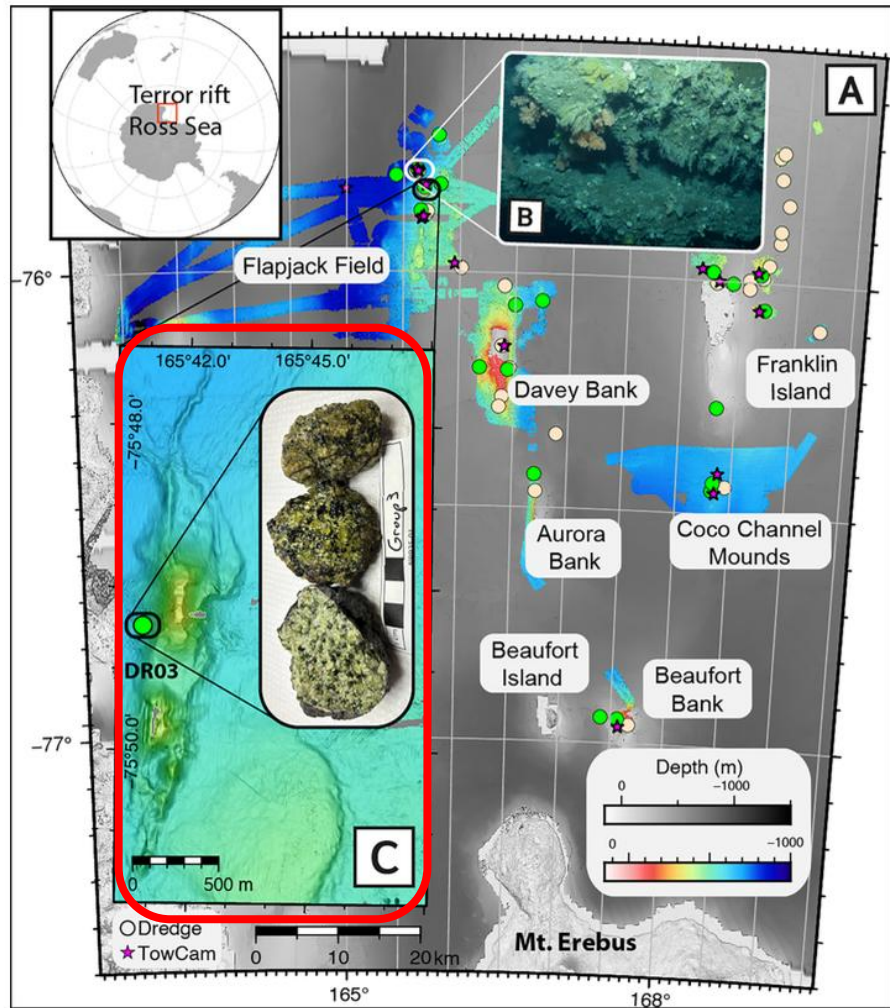 Terror rift
Ross Sea
A
B
−76°
Flapjack Field
165°42.0'
165°45.0'
−75°48.0'
Group 3
DR03
−75°50.0'
C
0
500 m
Franklin
Island
Davey Bank
Aurora
Bank
Coco Channel
Mounds
Beaufort
Island
Beaufort
Bank
−77°
Depth (m)
0
−1000
0
−1000
Dredge
TowCam
0
10
20
km
Mt. Erebus
165°
168°